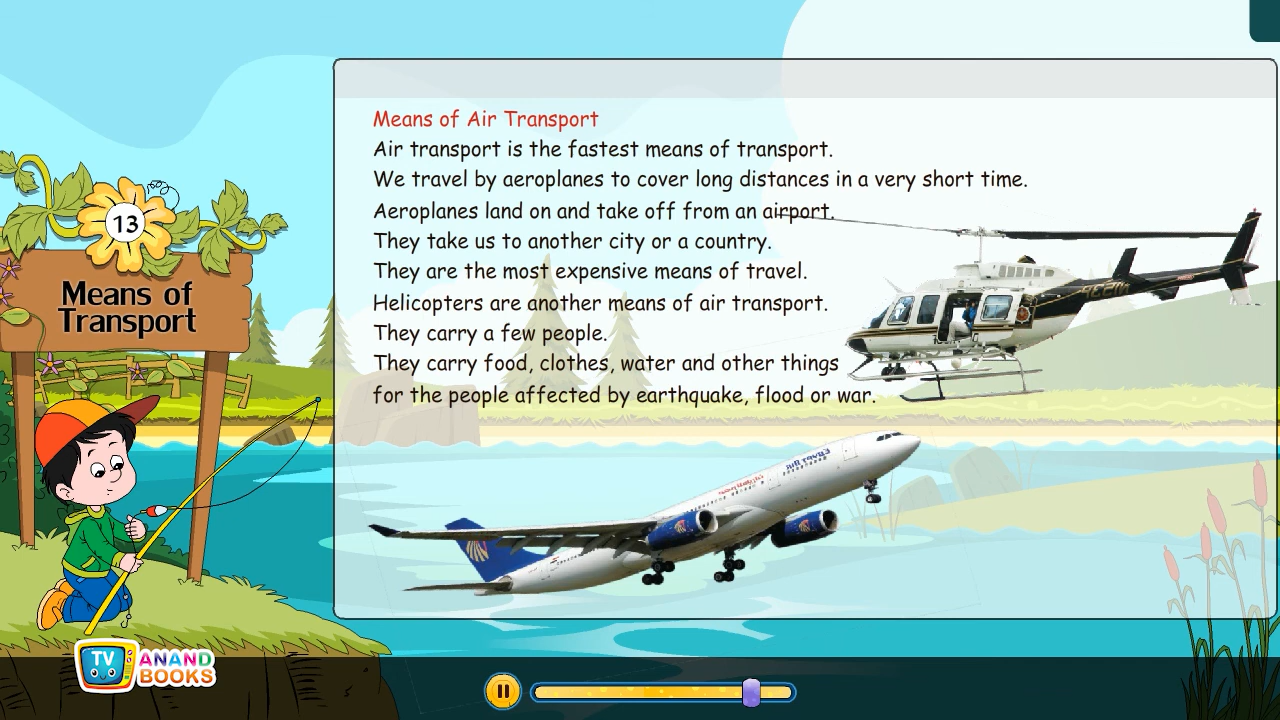 13
Means of
Transport
Means of Air Transport
Air transport is the fastest means of transport.
We travel by aeroplanes to cover long distances in a very short time.
Aeroplanes land on and take off from an airport.
They take us to another city or a country.
They are the most expensive means of travel.
Helicopters are another means of air transport.
They carry a few people.
They carry food, clothes, water and other things
for the people affected by earthquake, flood or war.
TV
ANAND
BOOKS